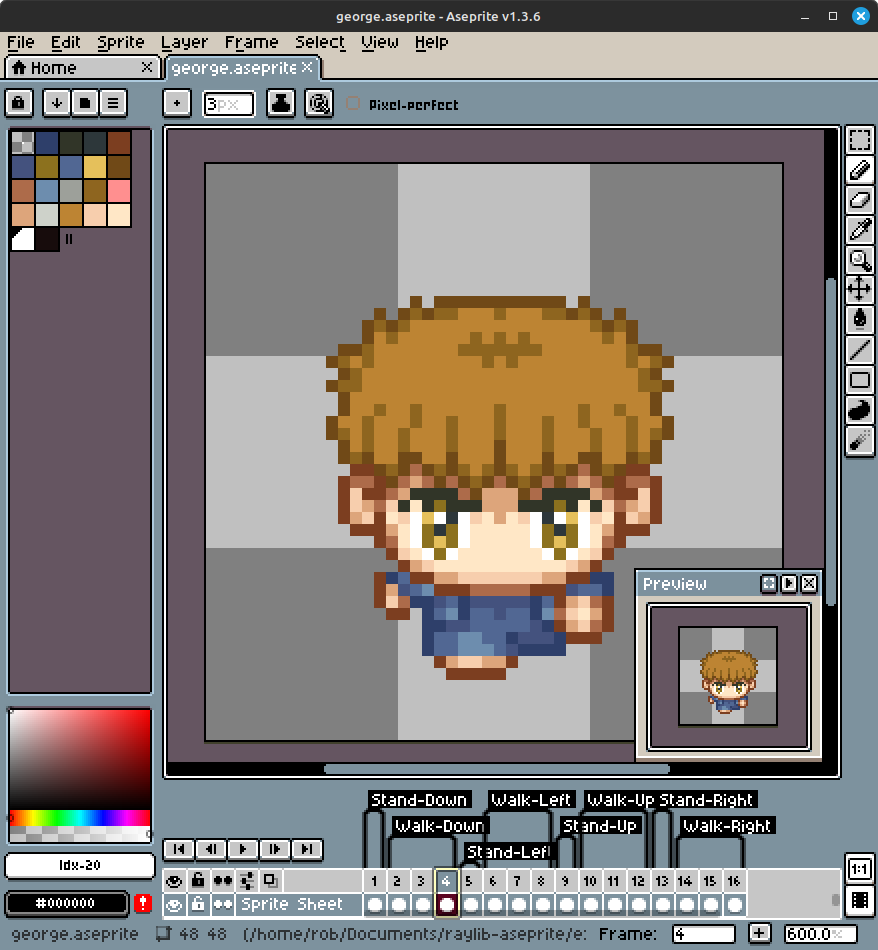 george.aseprite - Aseprite v1.3.6
File Edit Sprite Layer Frame Select View Help
Home george.aseprite
3px Pixel-perfect
Preview
Stand-Down Walk-Left Walk-Up Stand-Right
Walk-Down Stand-Up Walk-Right
Stand-Left
Idx-20
1 2 3 4 5 6 7 8 9 10 11 12 13 14 15 16
1:1
#000000 Sprite Sheet
george.aseprite 48 48 (/home/rob/Documents/raylib-aseprite/e: Frame: 4 600.0%